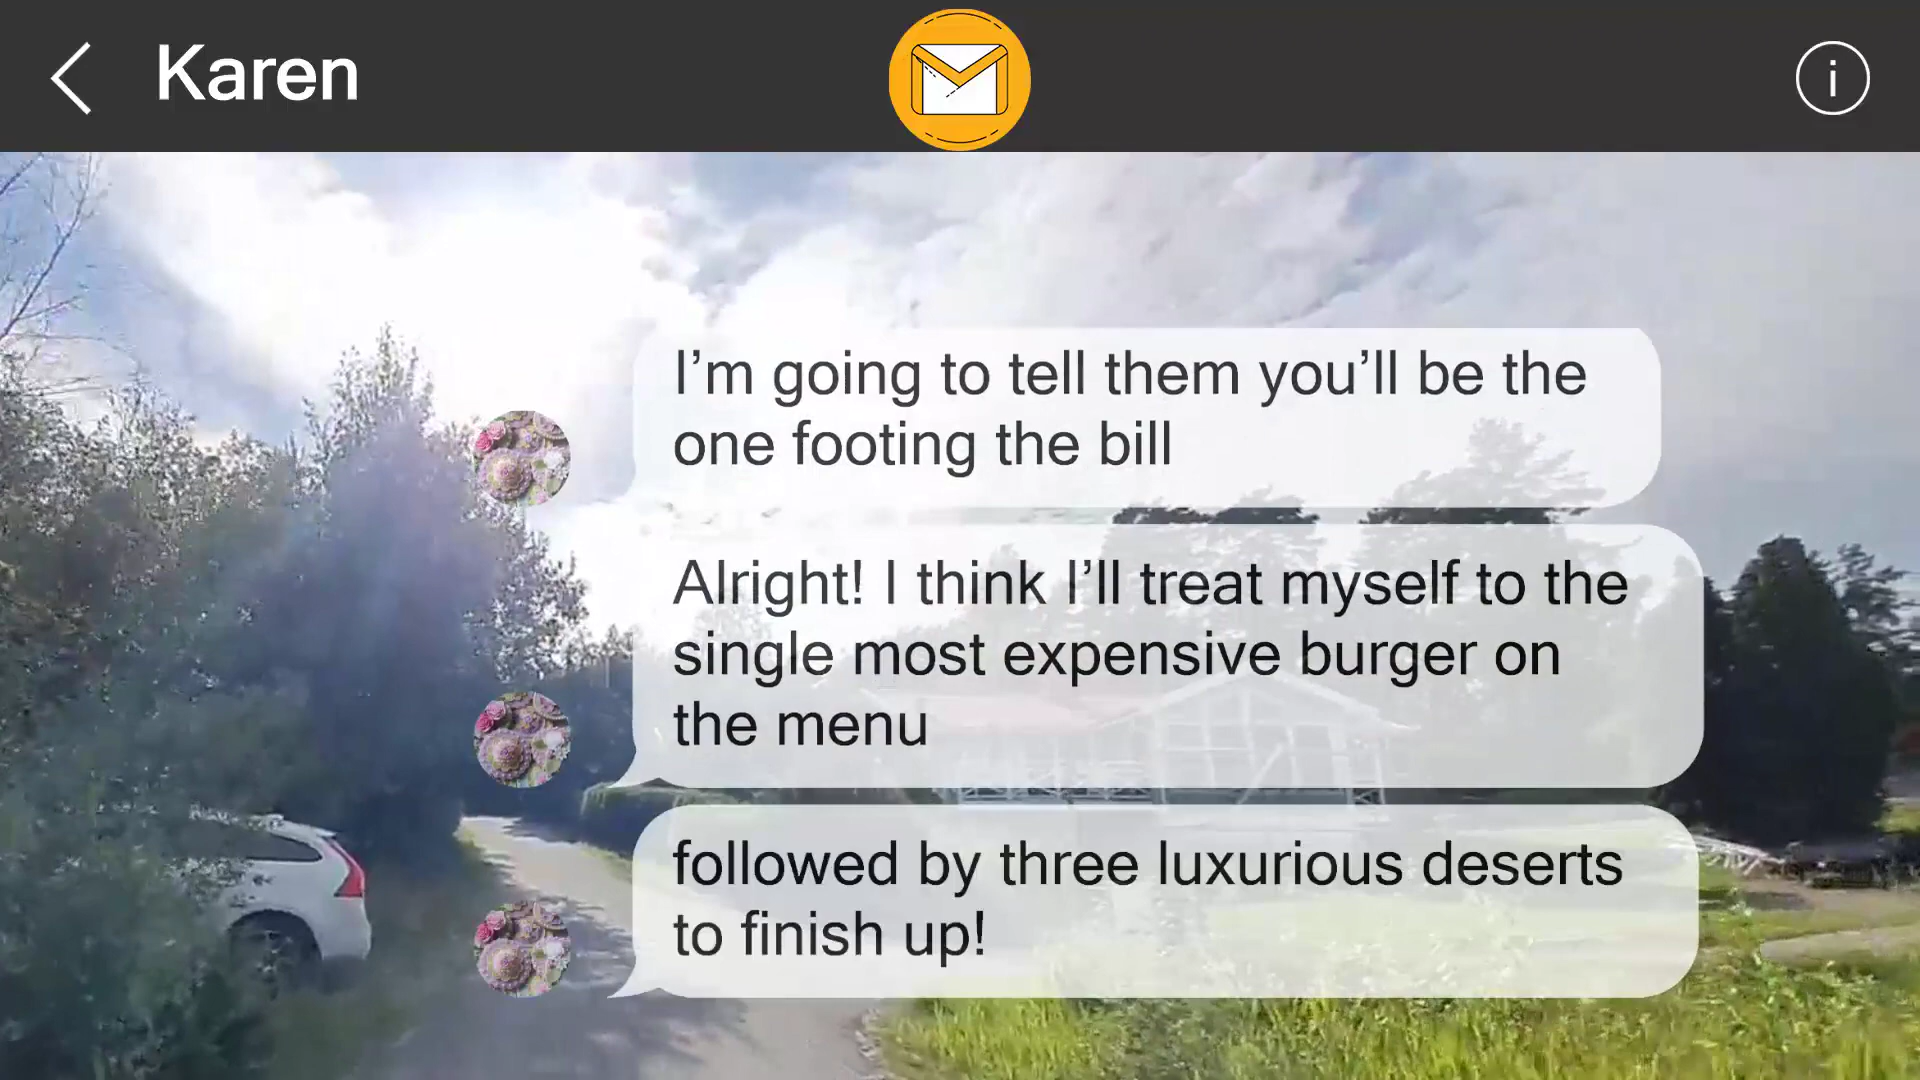 Karen
i
I’m going to tell them you’ll be the
one footing the bill
Alright! I think I’ll treat myself to the
single most expensive burger on
the menu
followed by three luxurious deserts
to finish up!